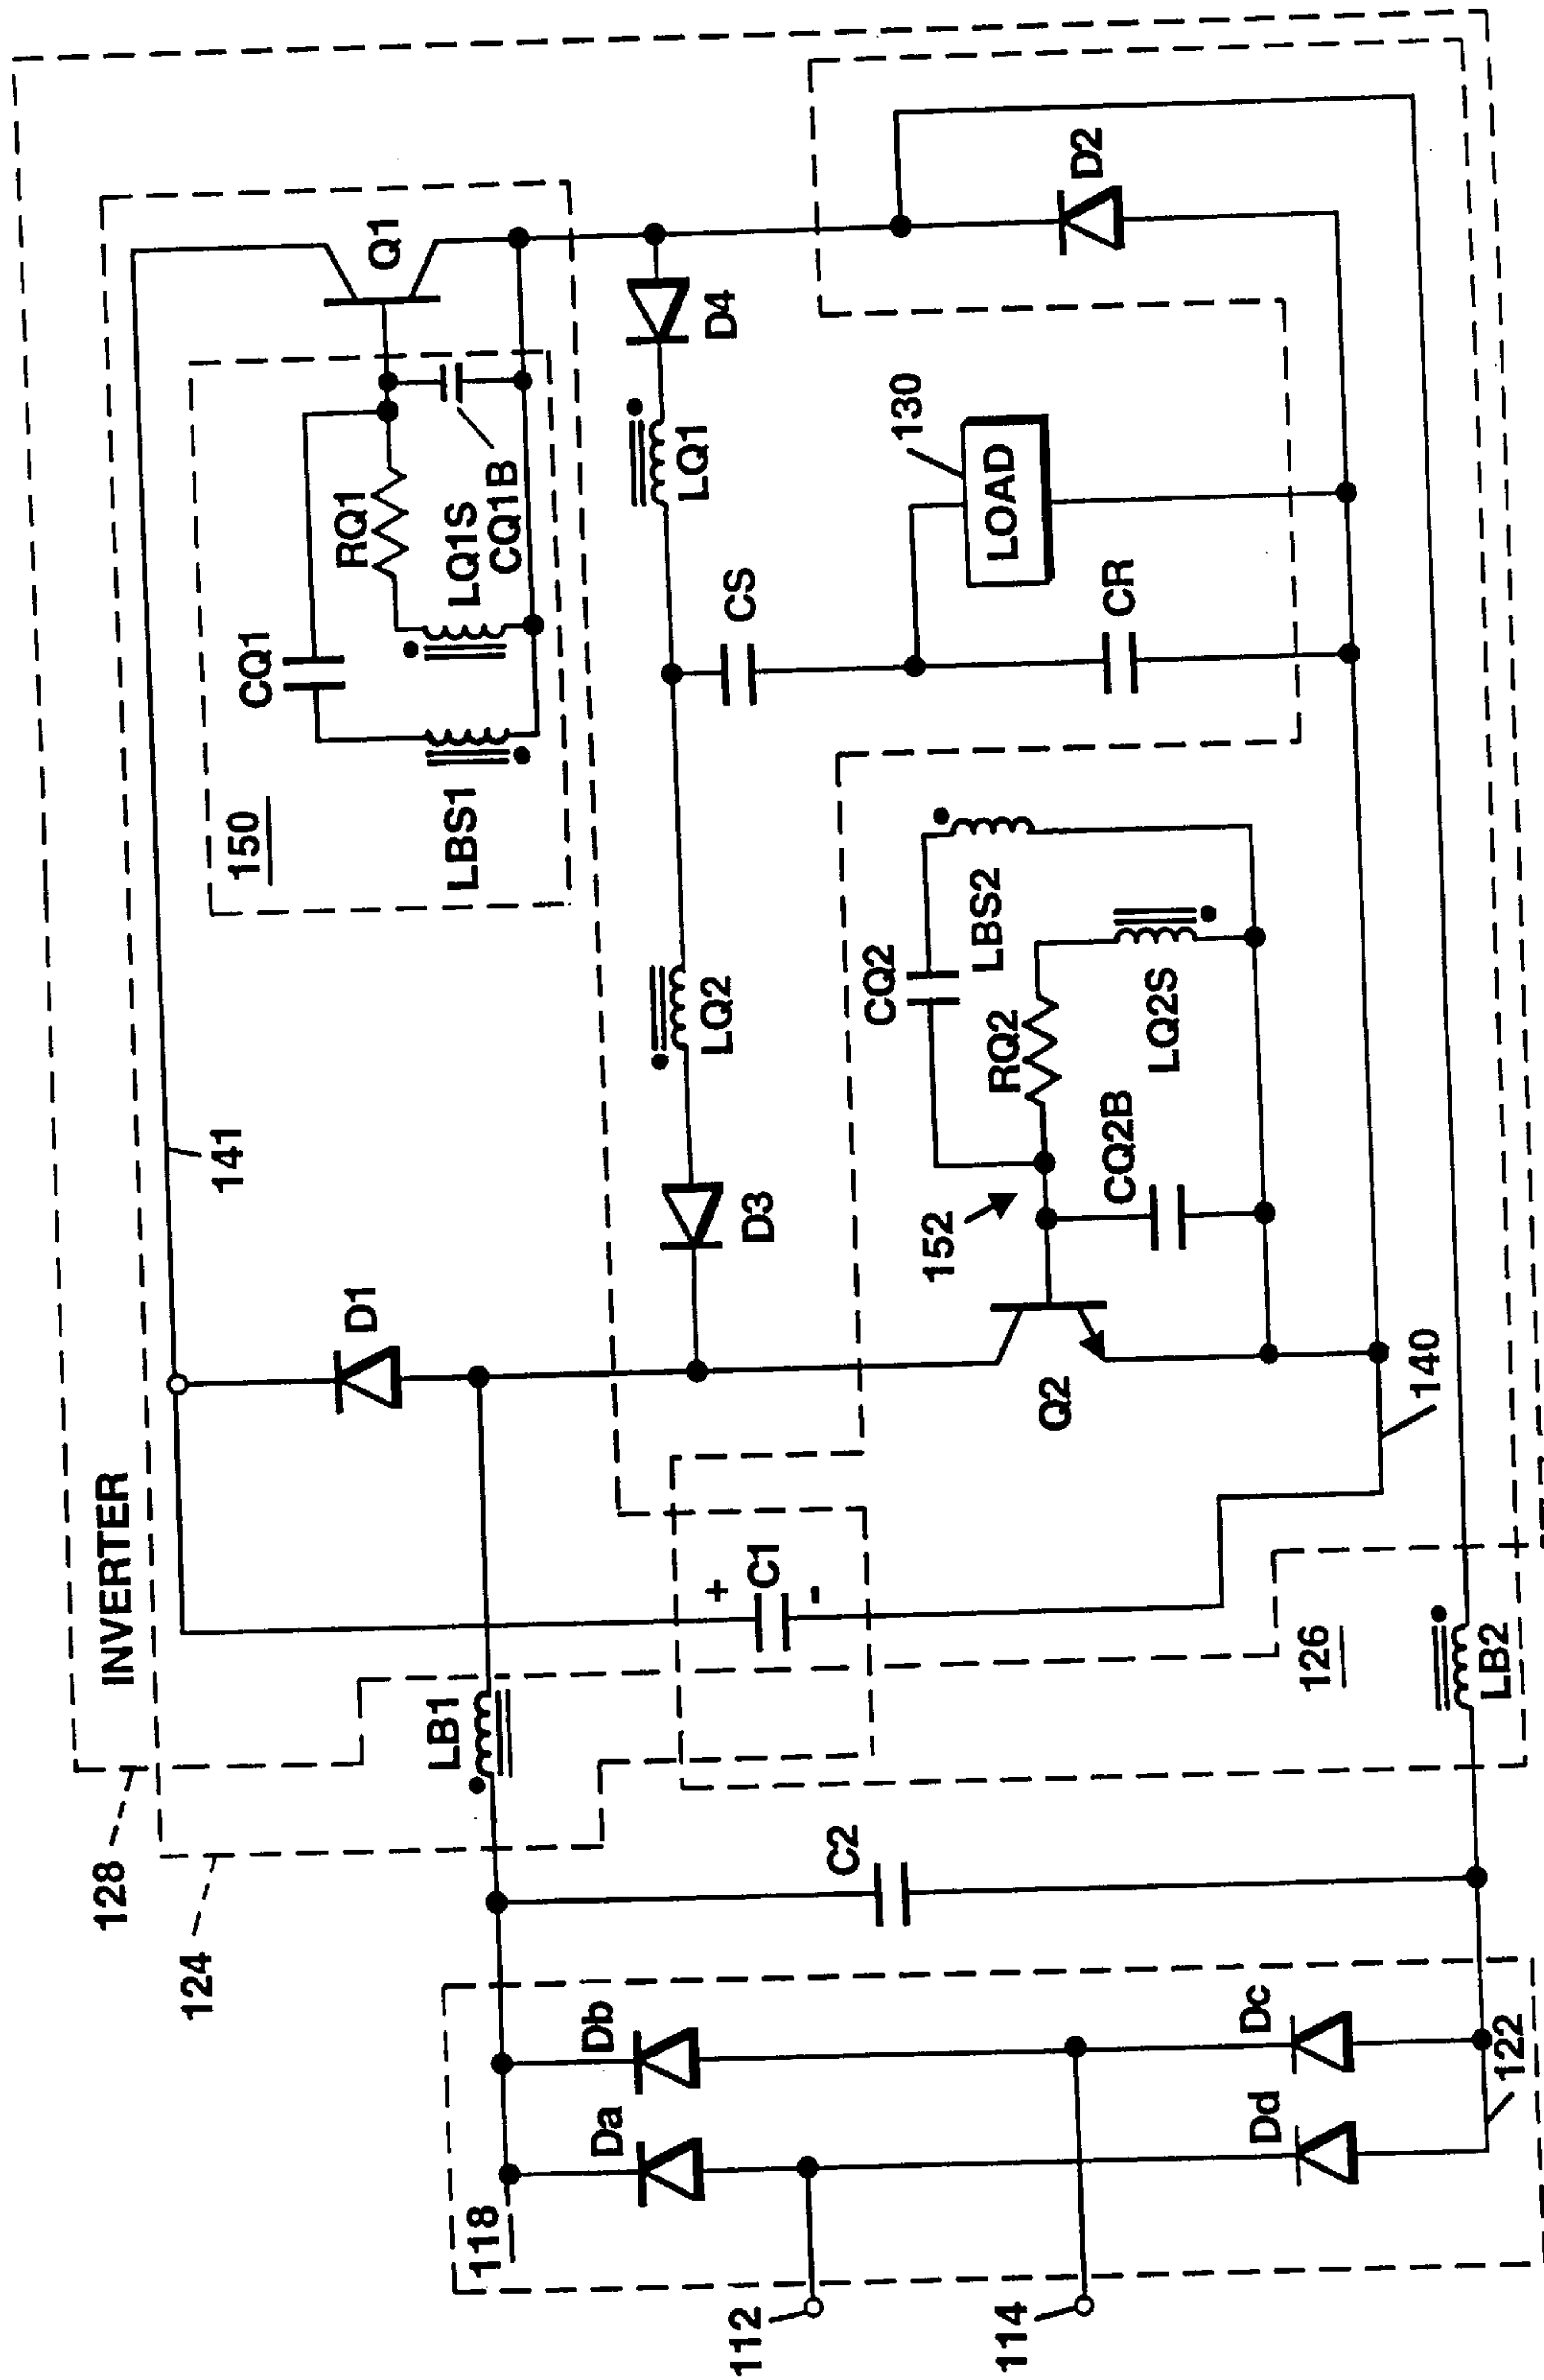 INVERTER
128
124
141
D1
150
CQ1
RQ1
Q1
LBS1
LQ1S
CQ1B
LB1
118
Da
Db
112
114
Dd
Dc
122
C2
+
C1
-
D3
LQ2
LQ1
D4
CS
130
LOAD
CR
D2
152
CQ2
RQ2
LBS2
Q2
CQ2B
LQ2S
126
140
LB2